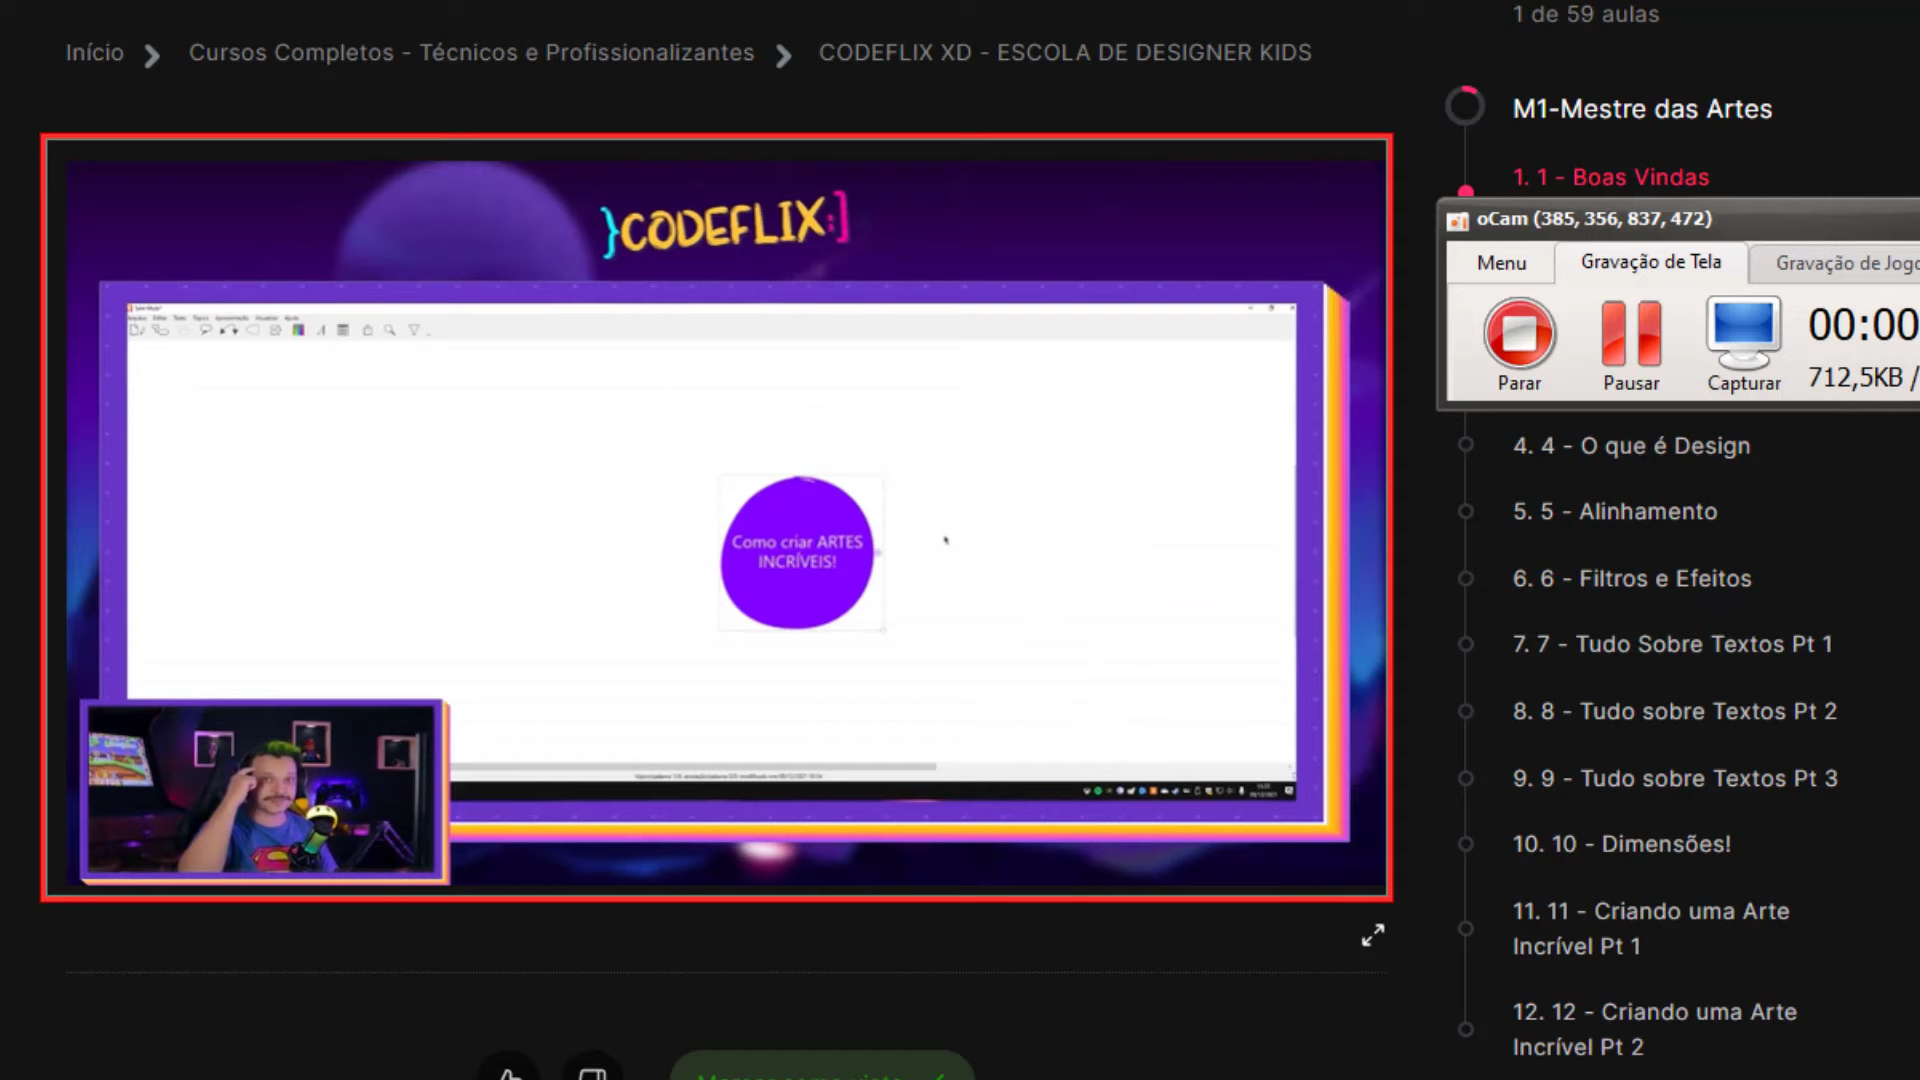 1 de 59 aulas
Início
Cursos Completos - Técnicos e Profissionalizantes
CODEFLIX XD - ESCOLA DE DESIGNER KIDS
M1-Mestre das Artes
1. 1 - Boas Vindas
}CODEFLIX:]
oCam (385, 356, 837, 472)
Menu
Gravação de Tela
Gravação de Jogo
00:00
Parar
Pausar
Capturar
712,5KB /
4. 4 - O que é Design
5. 5 - Alinhamento
Como criar ARTES
INCRÍVEIS!
6. 6 - Filtros e Efeitos
7. 7 - Tudo Sobre Textos Pt 1
8. 8 - Tudo sobre Textos Pt 2
9. 9 - Tudo sobre Textos Pt 3
10. 10 - Dimensões!
11. 11 - Criando uma Arte
Incrível Pt 1
12. 12 - Criando uma Arte
Incrível Pt 2